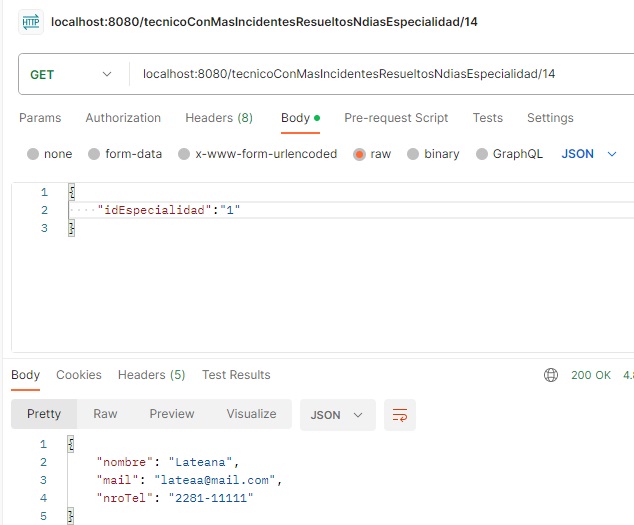 HTTP localhost:8080/tecnicoConMasIncidentesResueltosNdiasEspecialidad/14
GET localhost:8080/tecnicoConMasIncidentesResueltosNdiasEspecialidad/14
Params Authorization Headers (8) Body Pre-request Script Tests Settings
none form-data x-www-form-urlencoded raw binary GraphQL JSON
1 {
2 ····"idEspecialidad":"1"
3 }
Body Cookies Headers (5) Test Results 200 OK
Pretty Raw Preview Visualize JSON
1 {
2 "nombre": "Lateana",
3 "mail": "lateaa@mail.com",
4 "nroTel": "2281-11111"
5 }